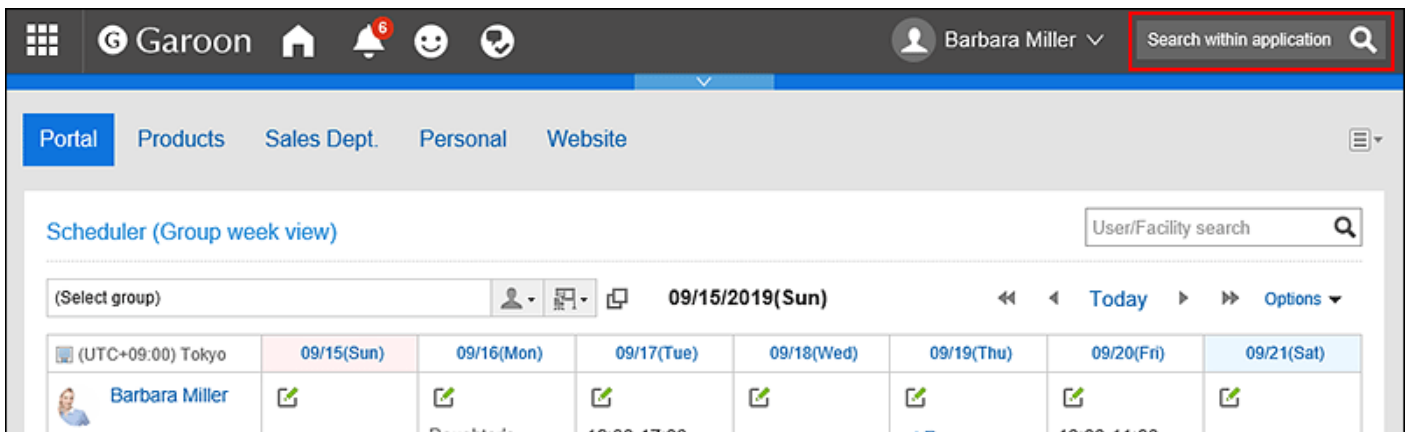 G Garoon 6 Barbara Miller Search within application
Portal Products Sales Dept. Personal Website
Scheduler (Group week view) User/Facility search
(Select group) 09/15/2019(Sun) Today Options
(UTC+09:00) Tokyo 09/15(Sun) 09/16(Mon) 09/17(Tue) 09/18(Wed) 09/19(Thu) 09/20(Fri) 09/21(Sat)
Barbara Miller